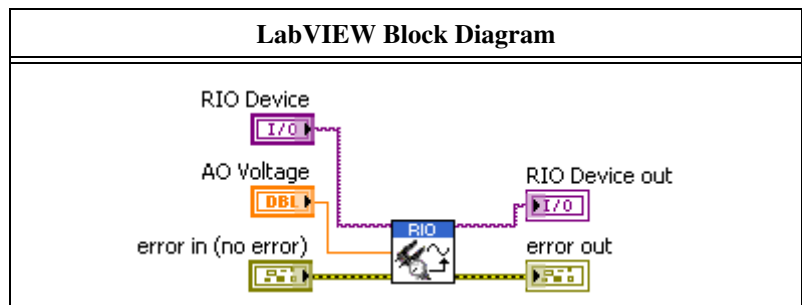 LabVIEW Block Diagram
RIO Device
I/O
AO Voltage
DBL
RIO Device out
I/O
RIO
error in (no error)
error out